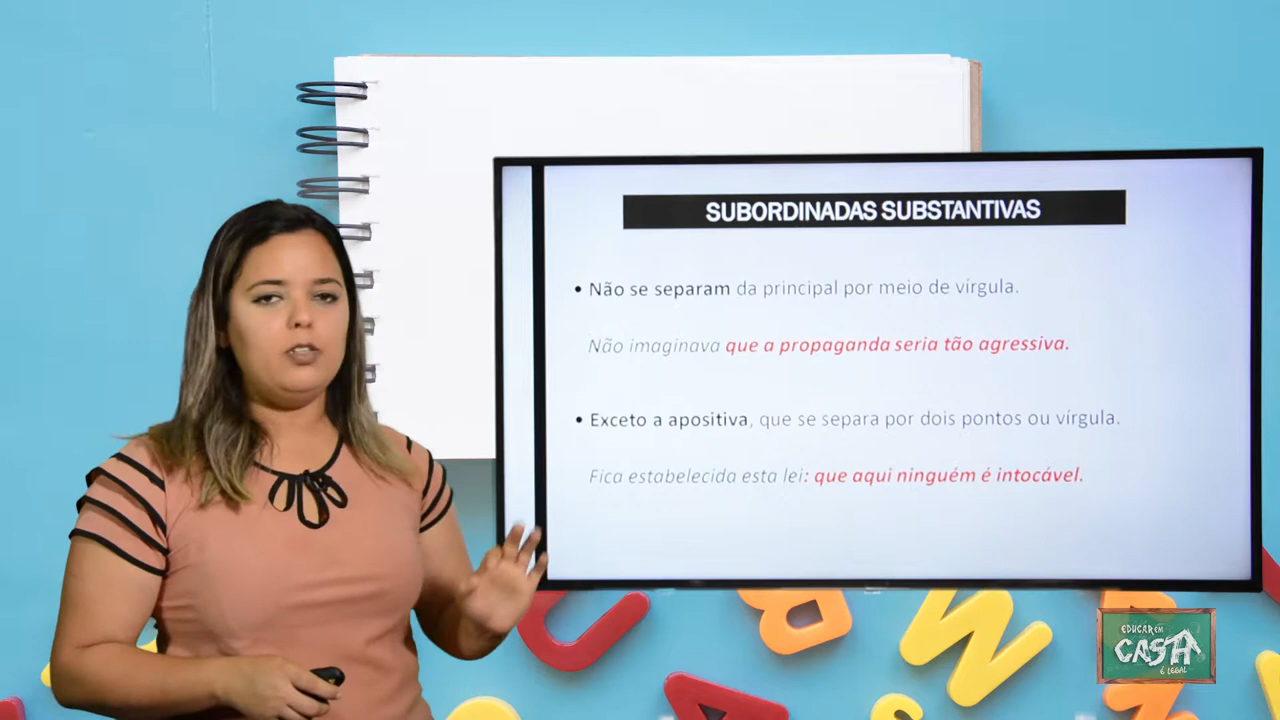 SUBORDINADAS SUBSTANTIVAS
• Não se separam da principal por meio de vírgula.
Não imaginava que a propaganda seria tão agressiva.
• Exceto a apositiva, que se separa por dois pontos ou vírgula.
Fica estabelecida esta lei: que aqui ninguém é intocável.
EDUCAR EM
CASA
É LEGAL